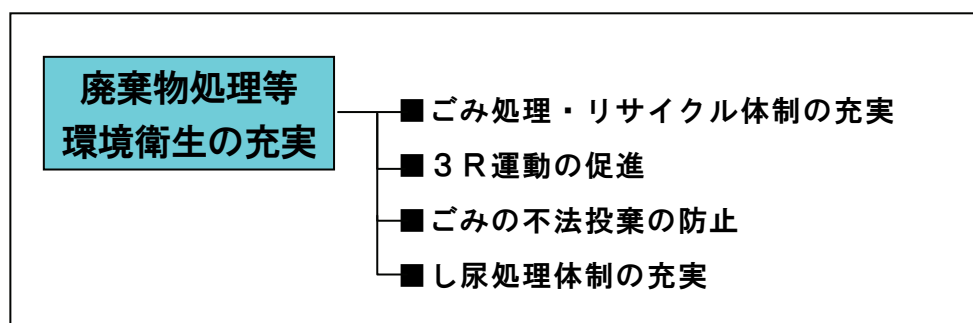 廃棄物処理等
環境衛生の充実
■ごみ処理・リサイクル体制の充実
■３Ｒ運動の促進
■ごみの不法投棄の防止
■し尿処理体制の充実